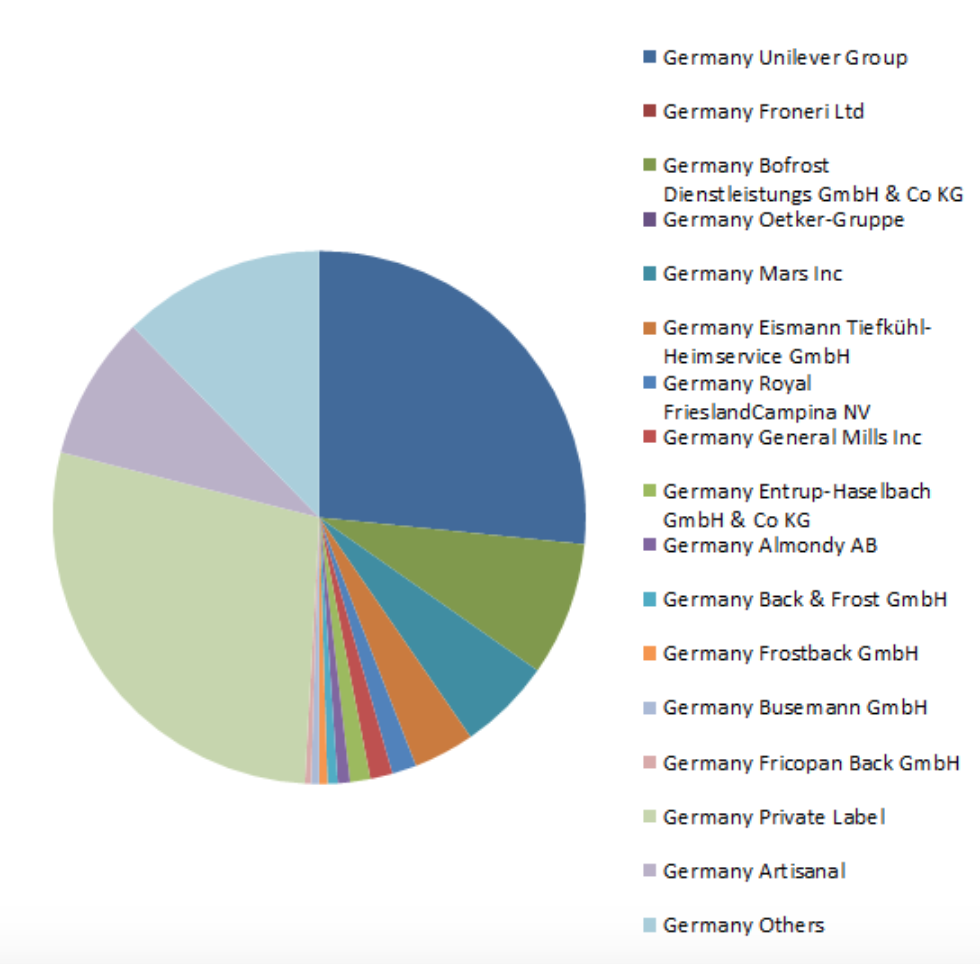 Germany Unilever Group
Germany Froneri Ltd
Germany Bofrost
Dienstleistungs GmbH & Co KG
Germany Oetker-Gruppe
Germany Mars Inc
Germany Eismann Tiefkühl-
Heimservice GmbH
Germany Royal
FrieslandCampina NV
Germany General Mills Inc
Germany Entrup-Haselbach
GmbH & Co KG
Germany Almondy AB
Germany Back & Frost GmbH
Germany Frostback GmbH
Germany Busemann GmbH
Germany Fricopan Back GmbH
Germany Private Label
Germany Artisanal
Germany Others